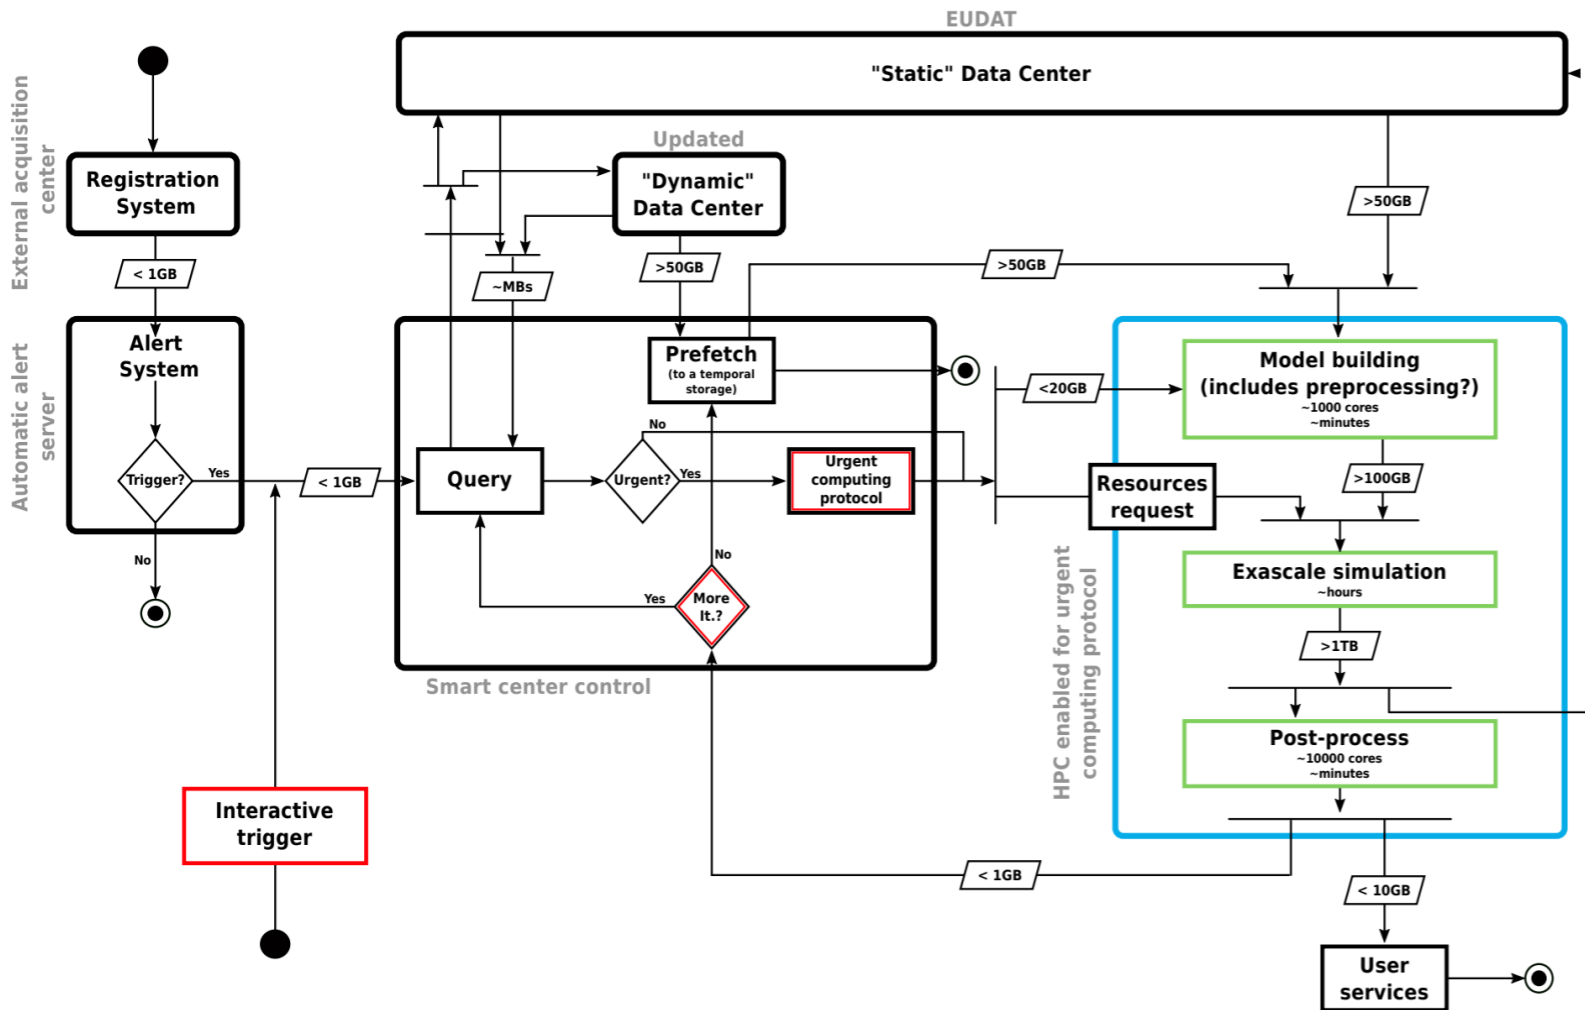 EUDAT
"Static" Data Center
External acquisition
center
Registration
System
Updated
"Dynamic"
Data Center
>50GB
< 1GB
~MBs
>50GB
>50GB
Automatic alert
server
Alert
System
Trigger?
Yes
No
< 1GB
Prefetch
(to a temporal
storage)
Query
No
Urgent?
Yes
Urgent
computing
protocol
No
More
It.?
Yes
Smart center control
<20GB
Model building
(includes preprocessing?)
~1000 cores
~minutes
>100GB
Resources
request
HPC enabled for urgent
computing protocol
Exascale simulation
~hours
>1TB
Post-process
~10000 cores
~minutes
Interactive
trigger
< 1GB
< 10GB
User
services